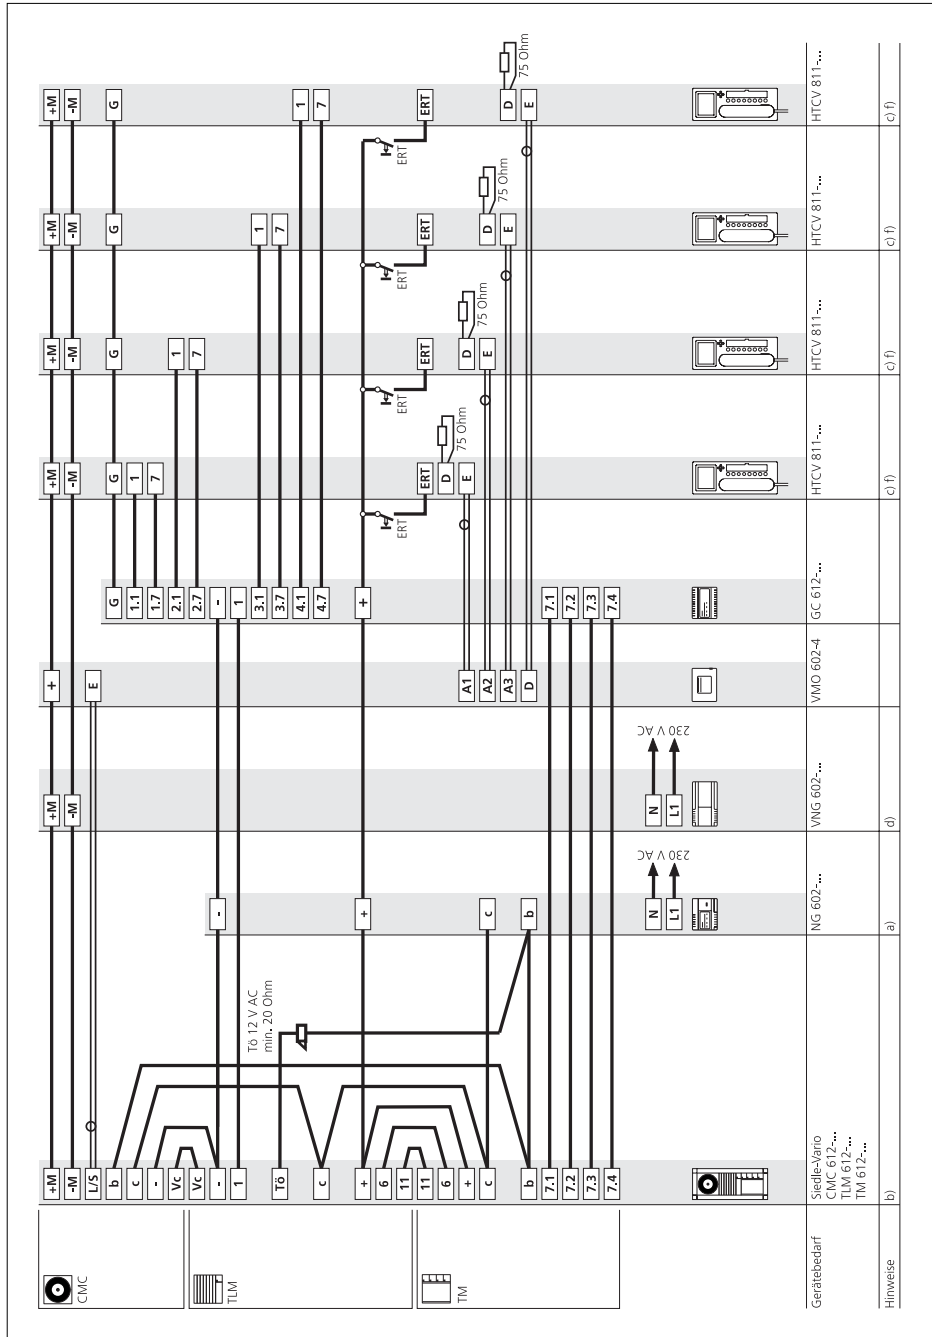 +M +M + +M +M +M +M
-M -M -M -M -M -M
CMC
L/S E
b G G G G G
c 1.1 1
- 1.7 7
Vc 2.1 1
Vc 2.7 7
- - -
TLM
1 1
Tö 12 V AC
min. 20 Ohm
3.1 1
Tö 3.7 7
4.1 1
c 4.7 7
+ + +
6
11 ERT ERT ERT ERT
11 ERT ERT ERT ERT
6 D
75 Ohm
TM
+ A1 E D
75 Ohm
c c A2 E D
75 Ohm
A3 E D
75 Ohm
b b D E
7.1 7.1
7.2 7.2
7.3 7.3
7.4 7.4
N N
L1 L1
230 V AC 230 V AC
Gerätebedarf
Siedle-Vario
CMC 612-...
TLM 612-...
TM 612-...
NG 602-...
VNG 602-...
VMO 602-4
GC 612-...
HTCV 811-...
HTCV 811-...
HTCV 811-...
HTCV 811-...
Hinweise b) a) d) c) f) c) f) c) f) c) f)